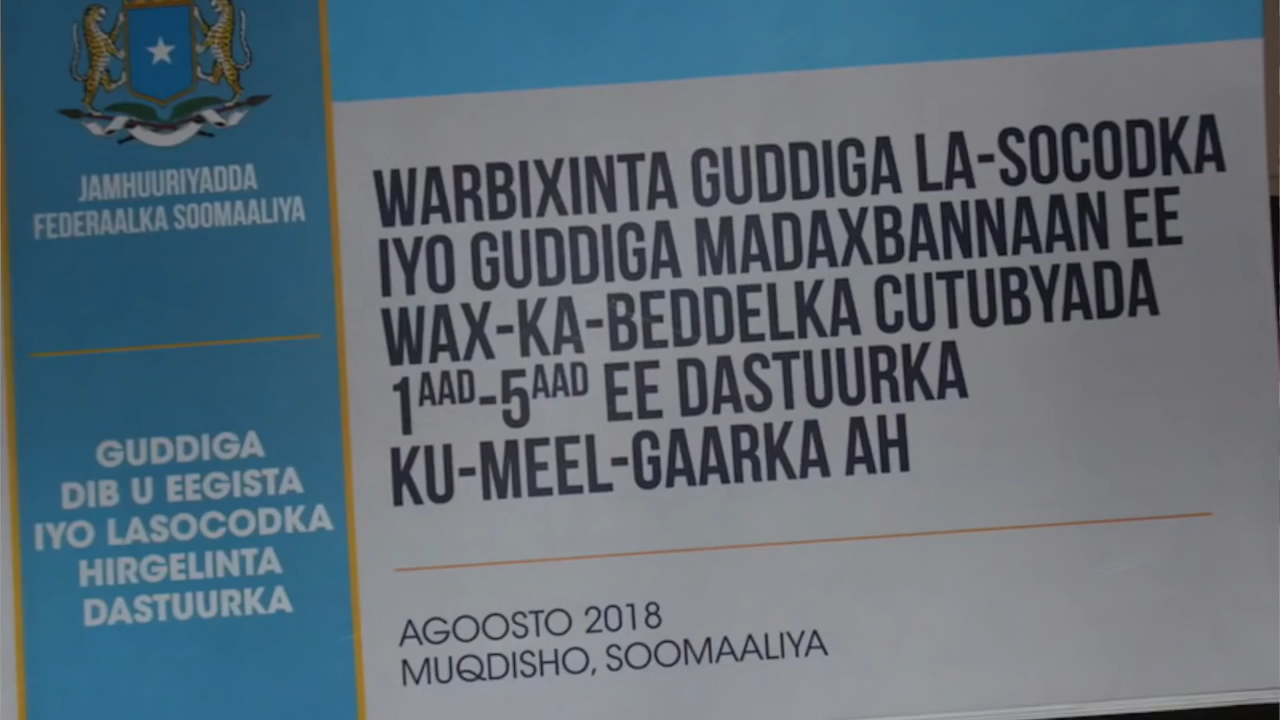 JAMHUURIYADDA
FEDERAALKA SOOMAALIYA
GUDDIGA
DIB U EEGISTA
IYO LASOCODKA
HIRGELINTA
DASTUURKA
WARBIXINTA GUDDIGA LA-SOCODKA
IYO GUDDIGA MADAXBANNAAN EE
WAX-KA-BEDDELKA CUTUBYADA
1AAD-5AAD EE DASTUURKA
KU-MEEL-GAARKA AH
AGOOSTO 2018
MUQDISHO, SOOMAALIYA